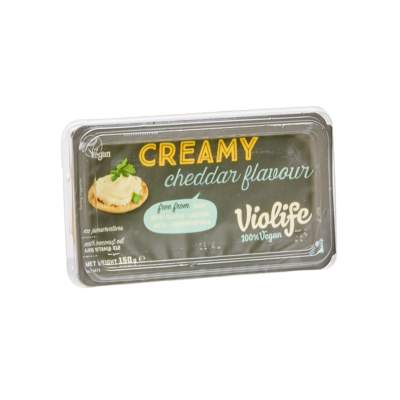 Vegan
CREAMY
cheddar flavour
free from
Violife
100% Vegan
no preservatives
with coconut oil
AND VITAMIN B12
NET WEIGHT 150g ℮